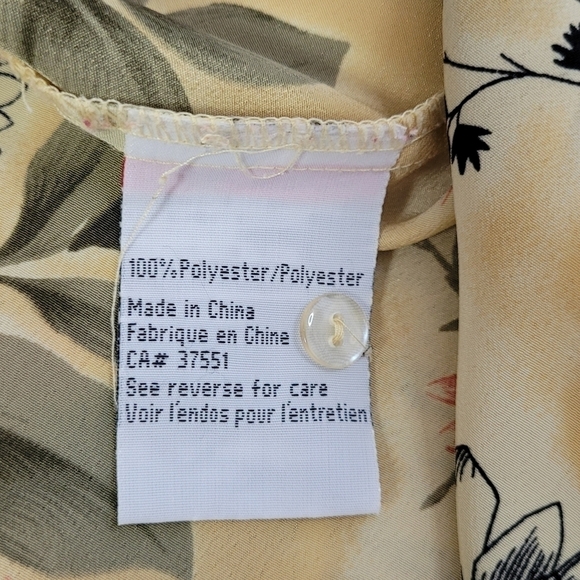 100%Polyester/Polyester
Made in China
Fabrique en Chine
CA# 37551
See reverse for care
Voir l'endos pour l'entretien